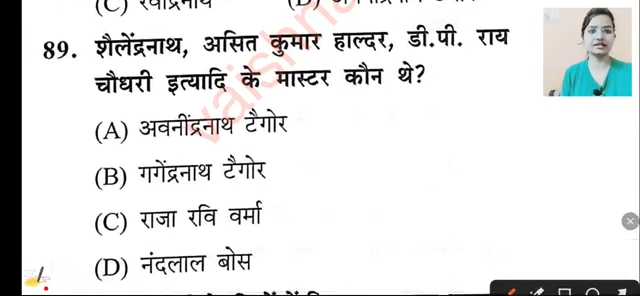 89. शैलेंद्रनाथ, असित कुमार हाल्दर, डी.पी. राय
चौधरी इत्यादि के मास्टर कौन थे?
(A) अवनींद्रनाथ टैगोर
(B) गगेंद्रनाथ टैगोर
(C) राजा रवि वर्मा
(D) नंदलाल बोस